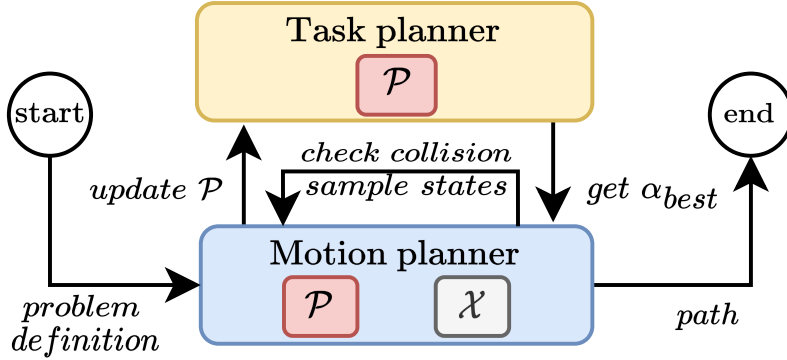 Task planner
𝒫
start
end
check collision
sample states
update 𝒫
get α_best
Motion planner
𝒫
𝒳
problem
definition
path